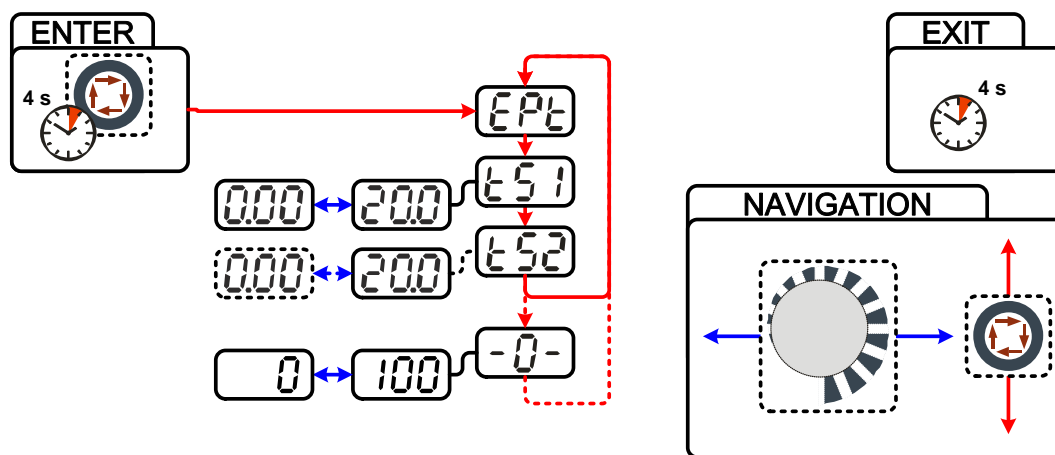 ENTER
4 s
EPt
tS1
0.00 20.0
tS2
0.00 20.0
-0-
0 100
EXIT
4 s
NAVIGATION